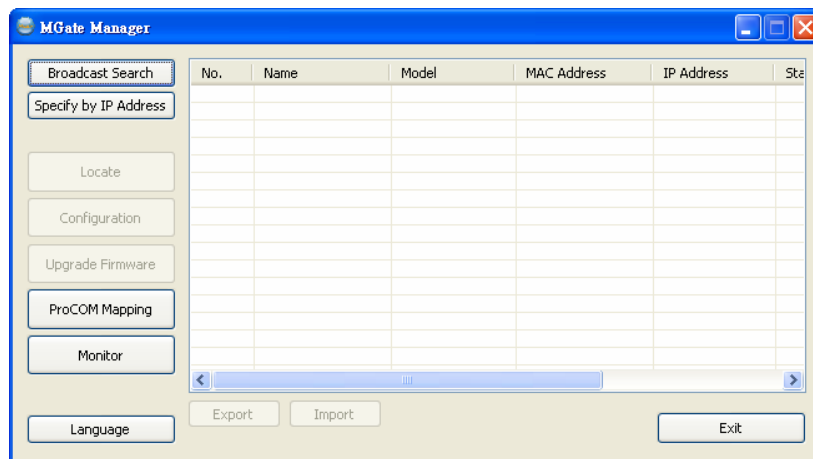 MGate Manager
Broadcast Search
Specify by IP Address
Locate
Configuration
Upgrade Firmware
ProCOM Mapping
Monitor
Language
No. Name Model MAC Address IP Address Sta
Export Import
Exit